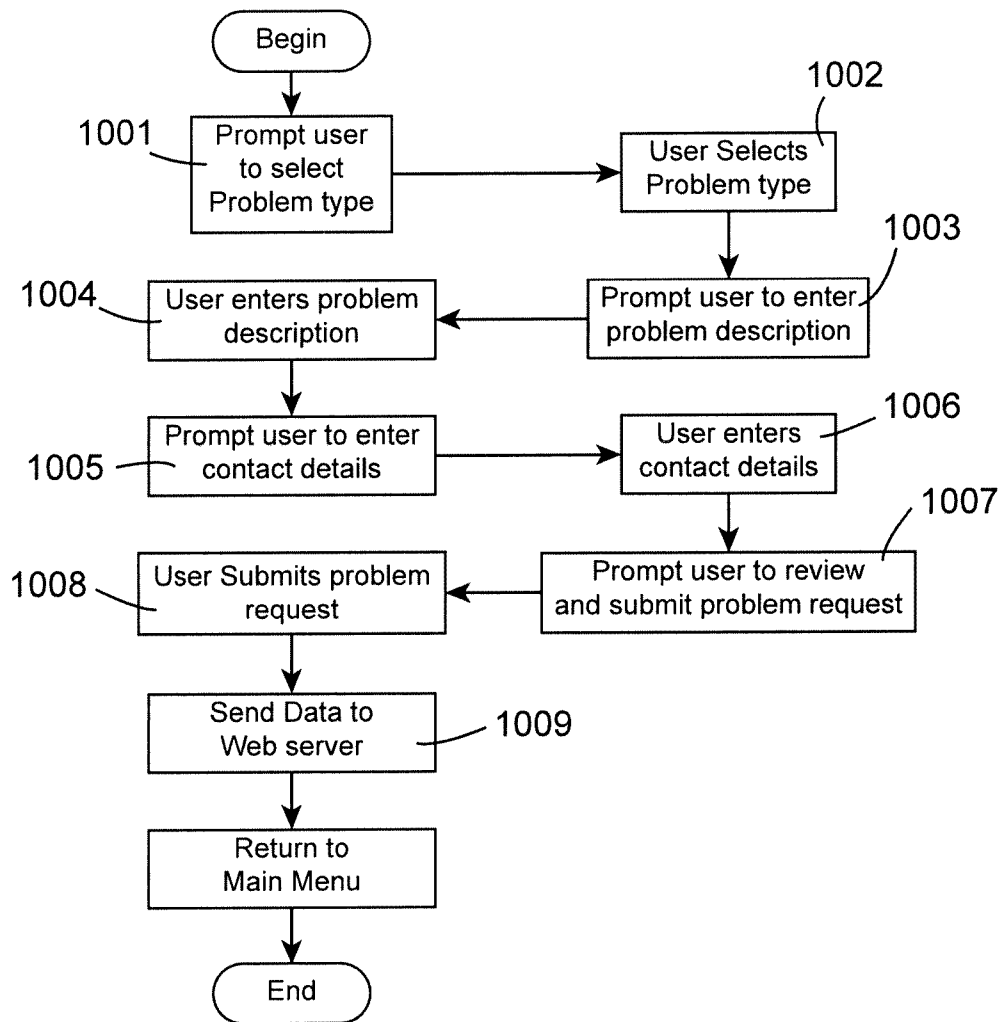 Begin
1001
Prompt user
to select
Problem type
1002
User Selects
Problem type
1003
Prompt user to enter
problem description
1004
User enters problem
description
1005
Prompt user to enter
contact details
1006
User enters
contact details
1007
Prompt user to review
and submit problem request
1008
User Submits problem
request
Send Data to
Web server
1009
Return to
Main Menu
End